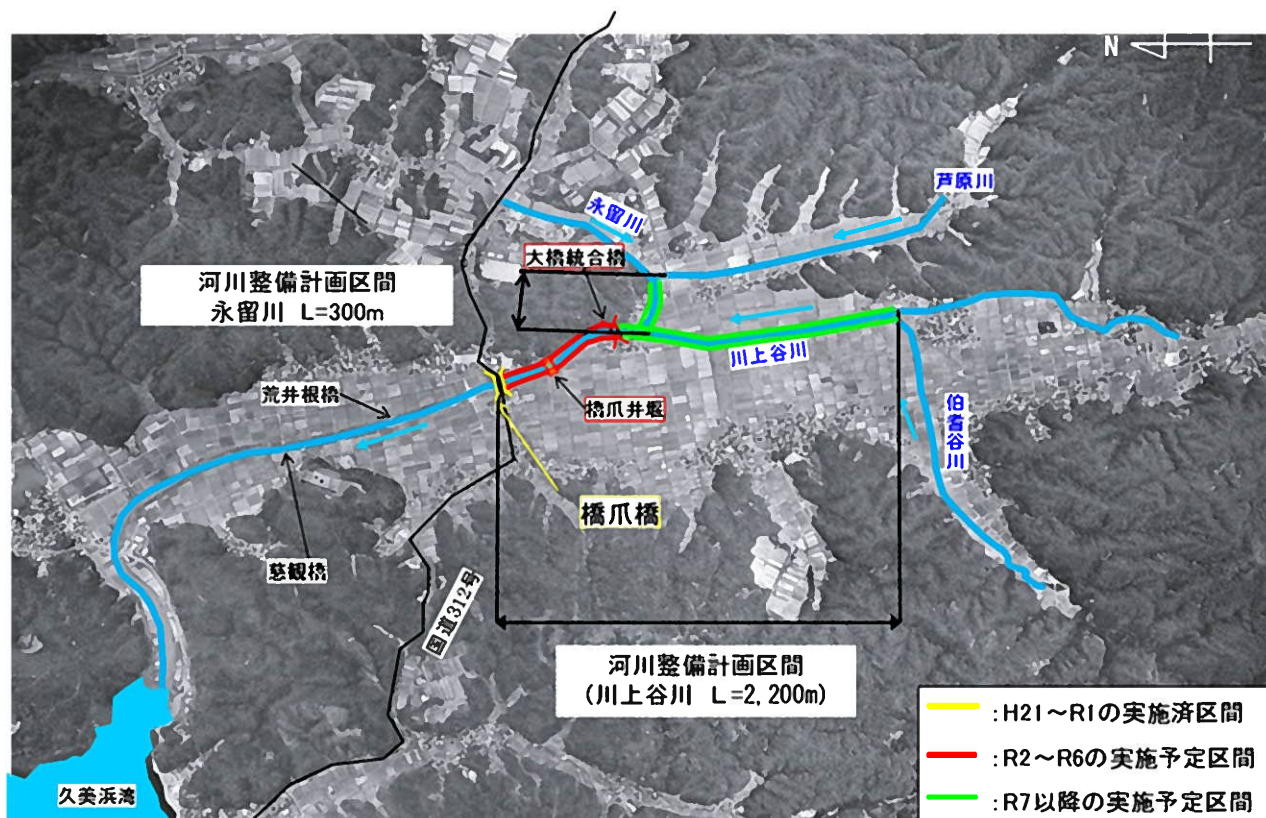 N
芦原川
永留川
大橋統合橋
河川整備計画区間
永留川 L=300m
川上谷川
荒井根橋
橋爪井堰
伯耆谷川
橋爪橋
慈観橋
国道312号
河川整備計画区間
(川上谷川 L=2,200m)
久美浜湾
:H21～R1の実施済区間
:R2～R6の実施予定区間
:R7以降の実施予定区間